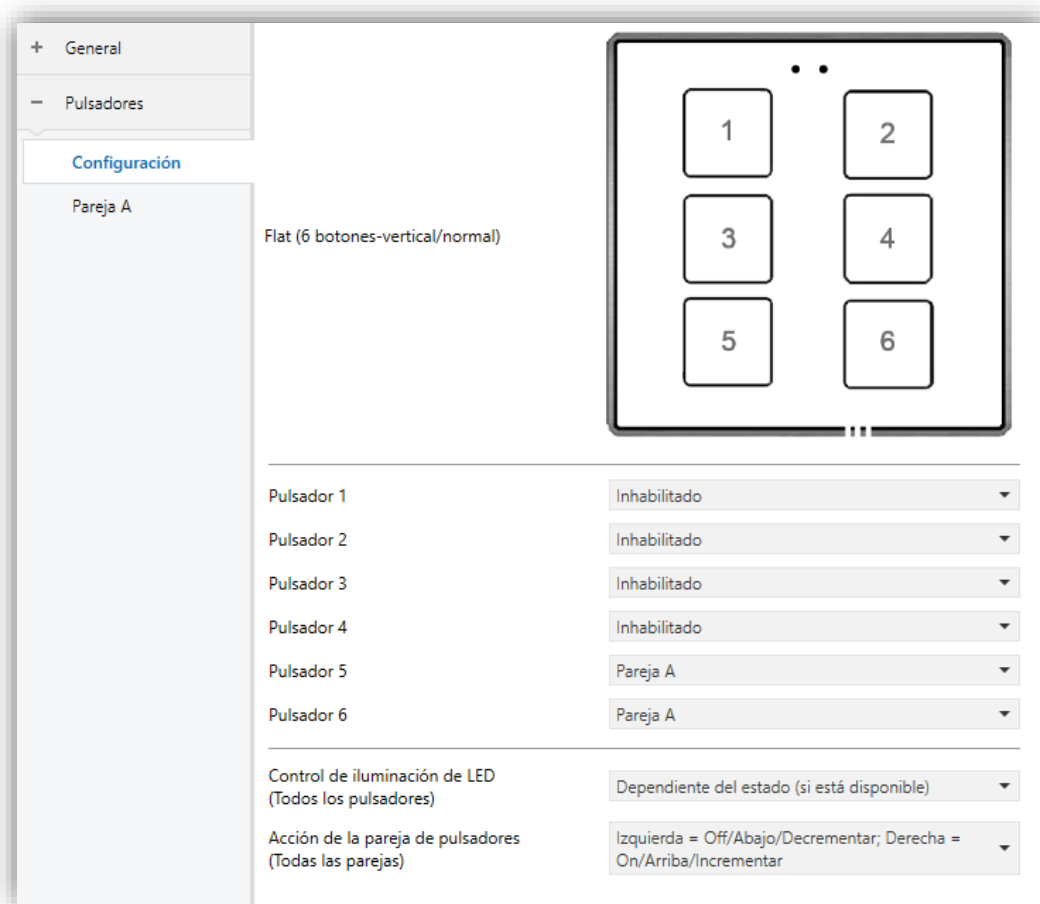 + General
− Pulsadores
Configuración
Pareja A
Flat (6 botones-vertical/normal)
1 2
3 4
5 6
Pulsador 1 Inhabilitado
Pulsador 2 Inhabilitado
Pulsador 3 Inhabilitado
Pulsador 4 Inhabilitado
Pulsador 5 Pareja A
Pulsador 6 Pareja A
Control de iluminación de LED
(Todos los pulsadores)
Dependiente del estado (si está disponible)
Acción de la pareja de pulsadores
(Todas las parejas)
Izquierda = Off/Abajo/Decrementar; Derecha =
On/Arriba/Incrementar